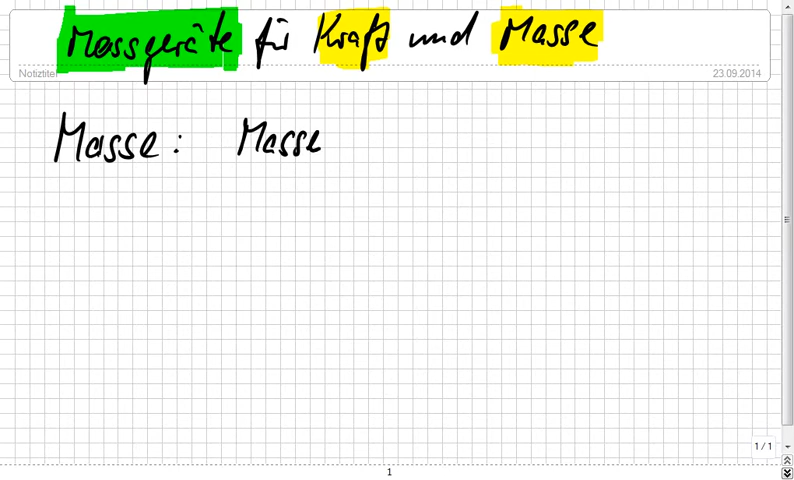 Messgeräte für Kraft und Masse
Notiztitel
23.09.2014
Masse: Masse
1/1
1